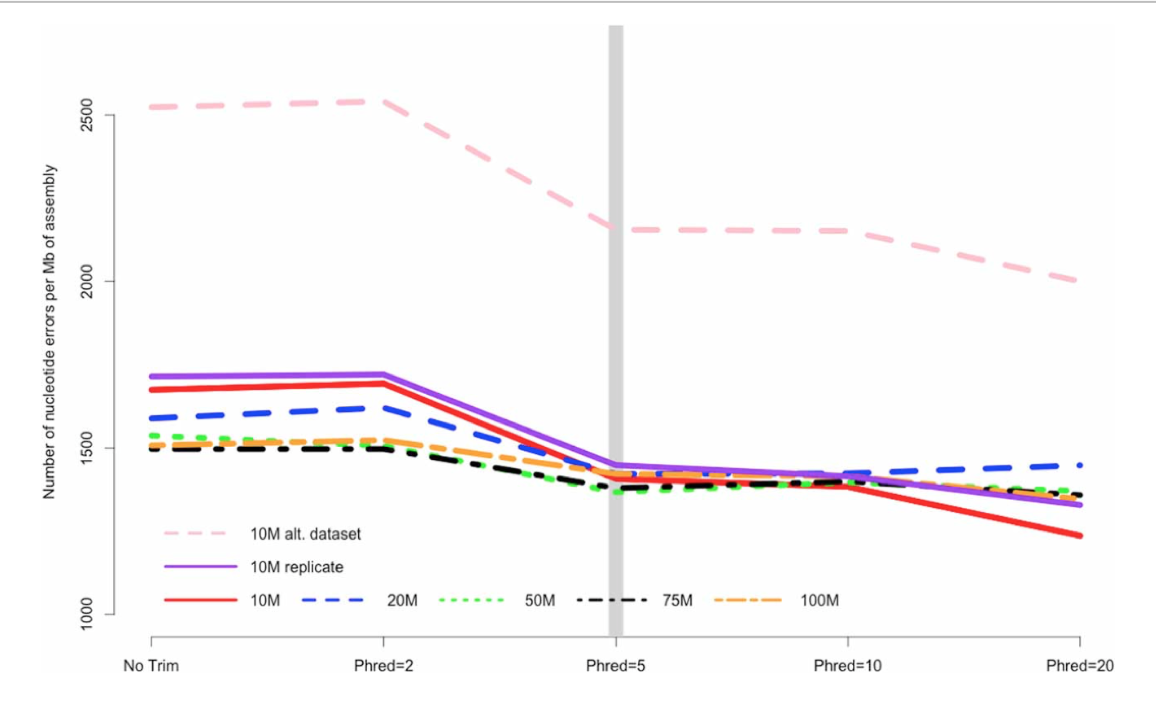 Number of nucleotide errors per Mb of assembly
2500
2000
1500
1000
10M alt. dataset
10M replicate
10M 20M 50M 75M 100M
No Trim Phred=2 Phred=5 Phred=10 Phred=20